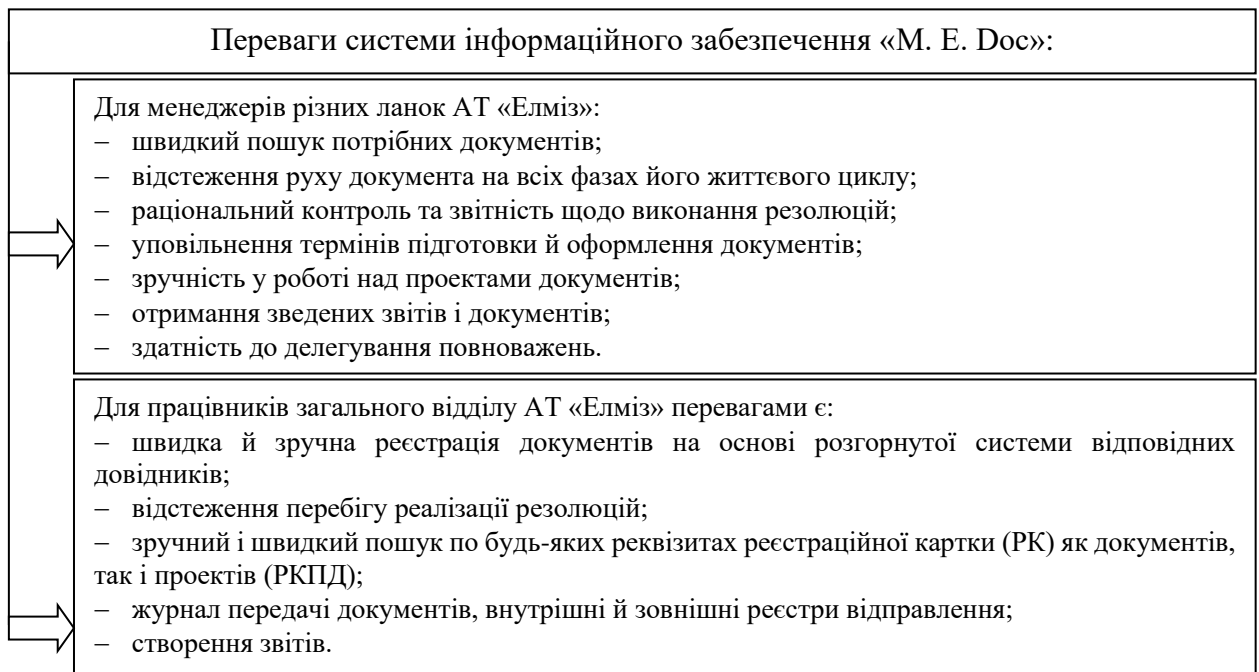 Переваги системи інформаційного забезпечення «M. E. Doc»:
Для менеджерів різних ланок АТ «Елміз»:
– швидкий пошук потрібних документів;
– відстеження руху документа на всіх фазах його життєвого циклу;
– раціональний контроль та звітність щодо виконання резолюцій;
– уповільнення термінів підготовки й оформлення документів;
– зручність у роботі над проектами документів;
– отримання зведених звітів і документів;
– здатність до делегування повноважень.
Для працівників загального відділу АТ «Елміз» перевагами є:
– швидка й зручна реєстрація документів на основі розгорнутої системи відповідних
довідників;
– відстеження перебігу реалізації резолюцій;
– зручний і швидкий пошук по будь-яких реквізитах реєстраційної картки (РК) як документів,
так і проектів (РКПД);
– журнал передачі документів, внутрішні й зовнішні реєстри відправлення;
– створення звітів.